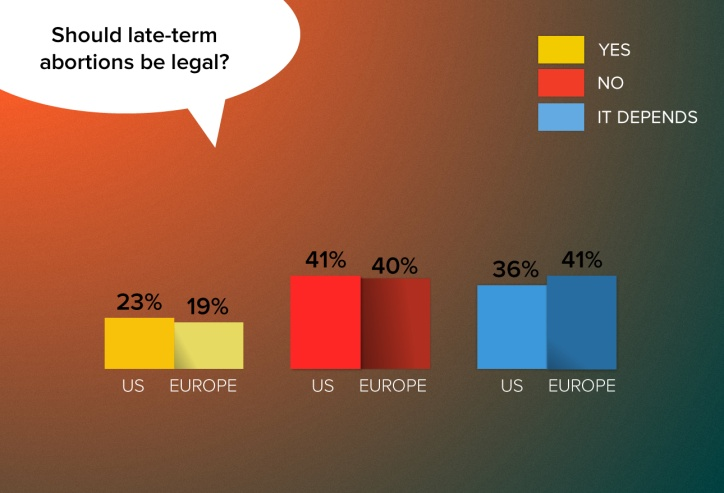 Should late-term
abortions be legal?
YES
NO
IT DEPENDS
23% 19%
41% 40%
36% 41%
US EUROPE
US EUROPE
US EUROPE